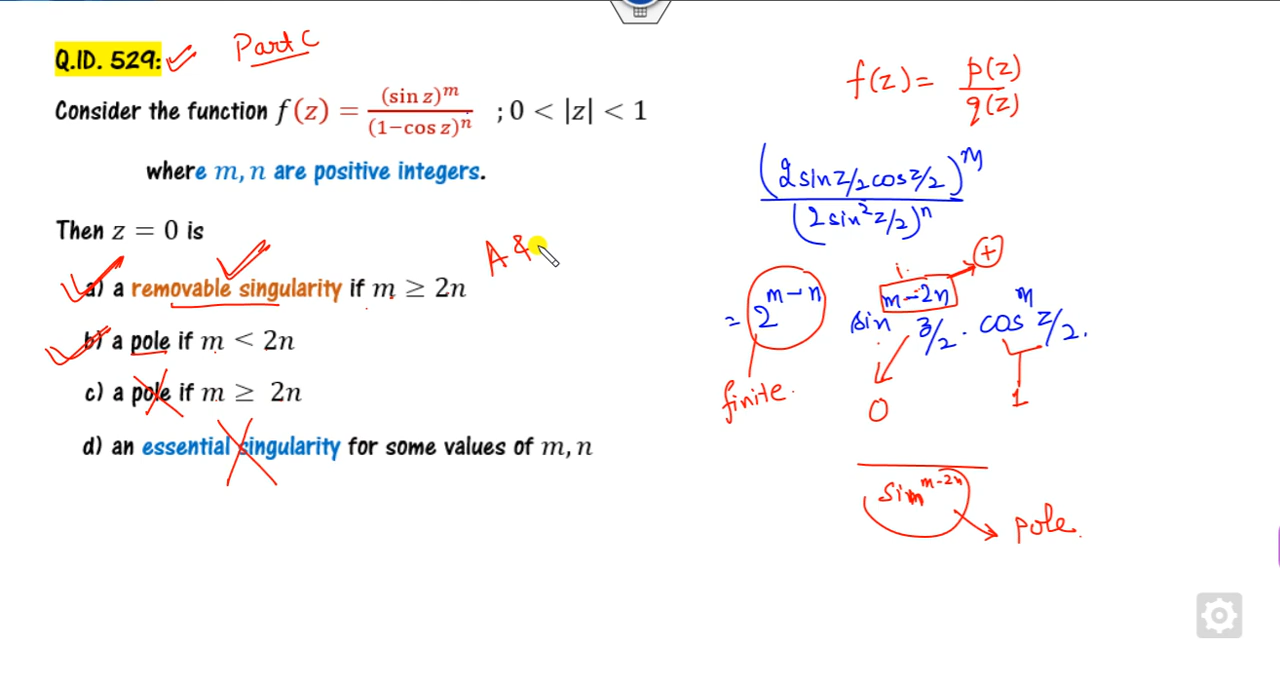 Q.ID. 529:
Part C
Consider the function f(z) = (sin z)^m / (1−cos z)^n ; 0 < |z| < 1
where m, n are positive integers.
Then z = 0 is
a) a removable singularity if m ≥ 2n
b) a pole if m < 2n
c) a pole if m ≥ 2n
d) an essential singularity for some values of m, n
A &
f(z) = p(z) / q(z)
(2 sin z/2 cos z/2)^m / (2 sin² z/2)^n
+
= 2^(m−n) sin^(m−2n) z/2 . cos^m z/2.
finite.
0
1
sin^(m−2n)
pole.